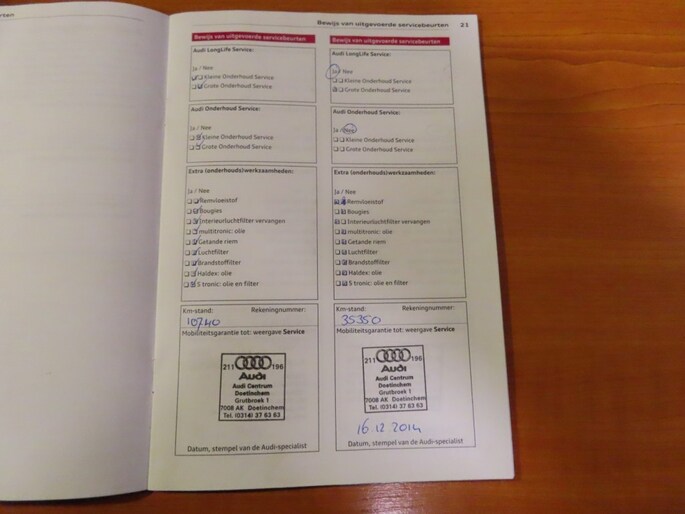 rten
Bewijs van uitgevoerde servicebeurten 21
Bewijs van uitgevoerde servicebeurten
Audi LongLife Service:
Ja / Nee
Kleine Onderhoud Service
Grote Onderhoud Service
Audi Onderhoud Service:
Ja / Nee
Kleine Onderhoud Service
Grote Onderhoud Service
Extra (onderhouds)werkzaamheden:
Ja / Nee
Remvloeistof
Bougies
Interieurluchtfilter vervangen
multitronic: olie
Getande riem
Luchtfilter
Brandstoffilter
Haldex: olie
S tronic: olie en filter
Km-stand: Rekeningnummer:
10740
Mobiliteitsgarantie tot: weergave Service
211 196
Audi
Audi Centrum
Doetinchem
Grutbroek 1
7008 AK Doetinchem
Tel. (0314) 37 63 63
Datum, stempel van de Audi-specialist
Bewijs van uitgevoerde servicebeurten
Audi LongLife Service:
Ja / Nee
Kleine Onderhoud Service
Grote Onderhoud Service
Audi Onderhoud Service:
Ja / Nee
Kleine Onderhoud Service
Grote Onderhoud Service
Extra (onderhouds)werkzaamheden:
Ja / Nee
Remvloeistof
Bougies
Interieurluchtfilter vervangen
multitronic: olie
Getande riem
Luchtfilter
Brandstoffilter
Haldex: olie
S tronic: olie en filter
Km-stand: Rekeningnummer:
35350
Mobiliteitsgarantie tot: weergave Service
211 196
Audi
Audi Centrum
Doetinchem
Grutbroek 1
7008 AK Doetinchem
Tel. (0314) 37 63 63
16.12.2014
Datum, stempel van de Audi-specialist